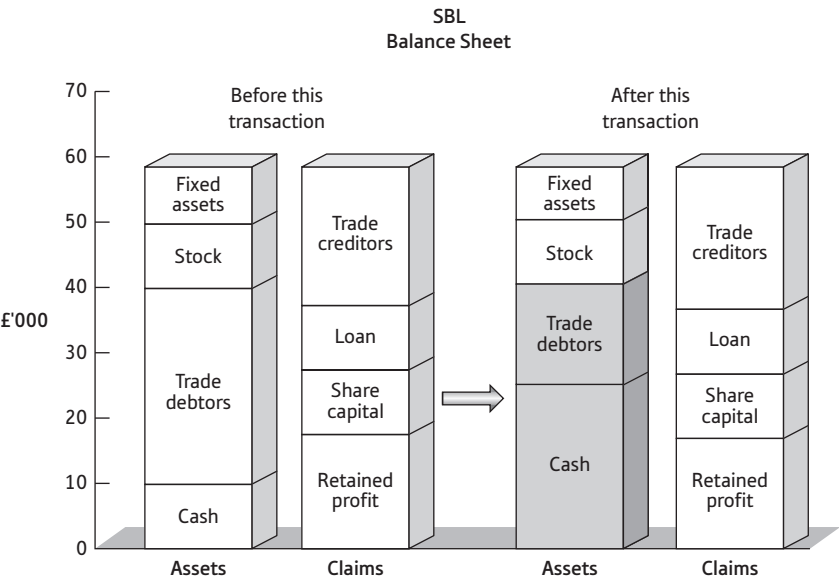 SBL
Balance Sheet
Before this
transaction
After this
transaction
£'000
70
60
50
40
30
20
10
0
Fixed
assets
Stock
Trade
debtors
Cash
Assets
Trade
creditors
Loan
Share
capital
Retained
profit
Claims
Fixed
assets
Stock
Trade
debtors
Cash
Assets
Trade
creditors
Loan
Share
capital
Retained
profit
Claims